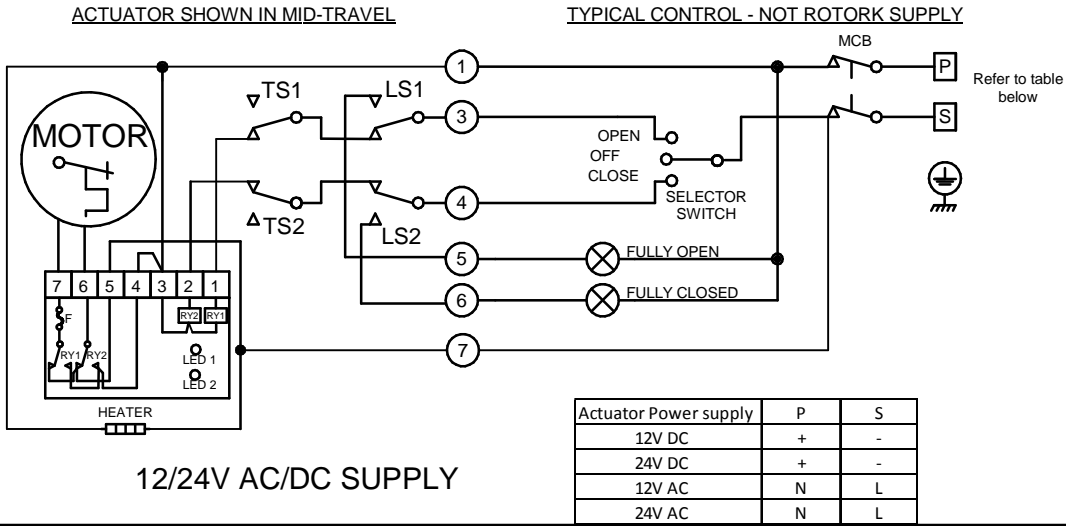 ACTUATOR SHOWN IN MID-TRAVEL
TYPICAL CONTROL - NOT ROTORK SUPPLY
MCB
1
P
Refer to table
below
TS1
LS1
3
S
MOTOR
OPEN
OFF
CLOSE
SELECTOR
SWITCH
4
TS2
LS2
5
FULLY OPEN
6
FULLY CLOSED
7 6 5 4 3 2 1
F
RY2 RY1
RY1 RY2
LED 1
LED 2
7
HEATER
12/24V AC/DC SUPPLY
Actuator Power supply P S
12V DC + -
24V DC + -
12V AC N L
24V AC N L